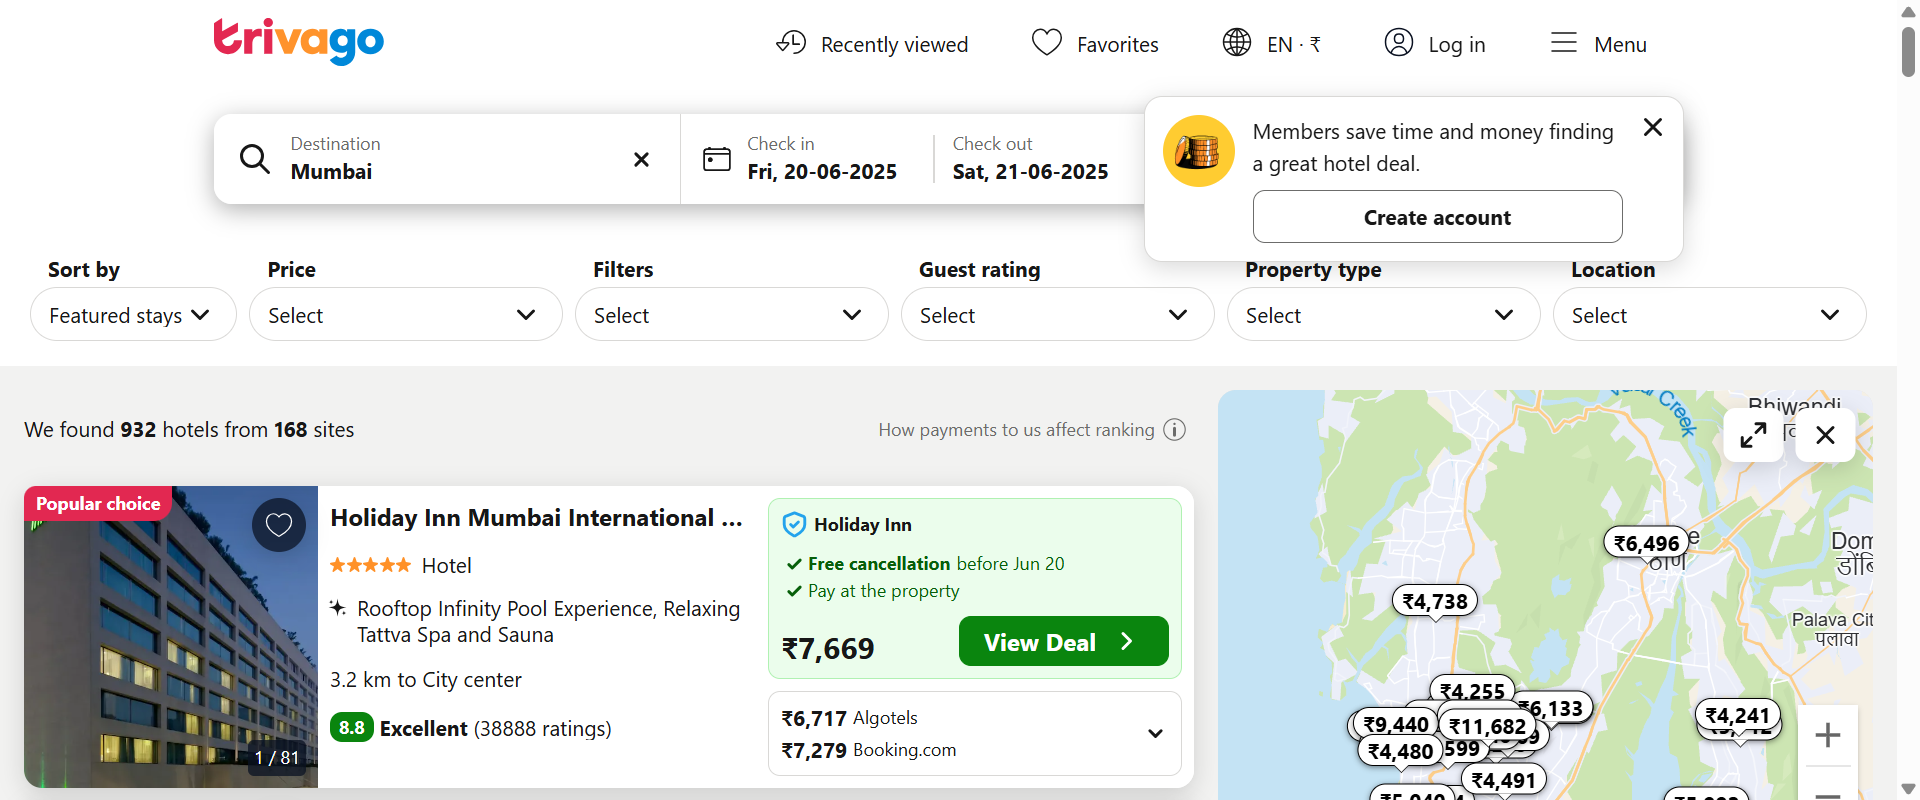 trivago
Recently viewed
Favorites
EN · ₹
Log in
Menu
Destination
Mumbai
Check in
Fri, 20-06-2025
Check out
Sat, 21-06-2025
Members save time and money finding
a great hotel deal.
Create account
Sort by
Featured stays
Price
Select
Filters
Select
Guest rating
Select
Property type
Select
Location
Select
We found 932 hotels from 168 sites
How payments to us affect ranking
Popular choice
1 / 81
Holiday Inn Mumbai International ...
Hotel
Rooftop Infinity Pool Experience, Relaxing
Tattva Spa and Sauna
3.2 km to City center
8.8 Excellent (38888 ratings)
Holiday Inn
Free cancellation before Jun 20
Pay at the property
₹7,669
View Deal
₹6,717 Algotels
₹7,279 Booking.com
Creek
Bhiwandi
₹6,496
ठाणे
Dom
डोंबि
₹4,738
Palava Cit
पलावा
₹4,255
₹6,133
₹9,440
₹11,682
₹4,241
₹4,480
599
₹4,491